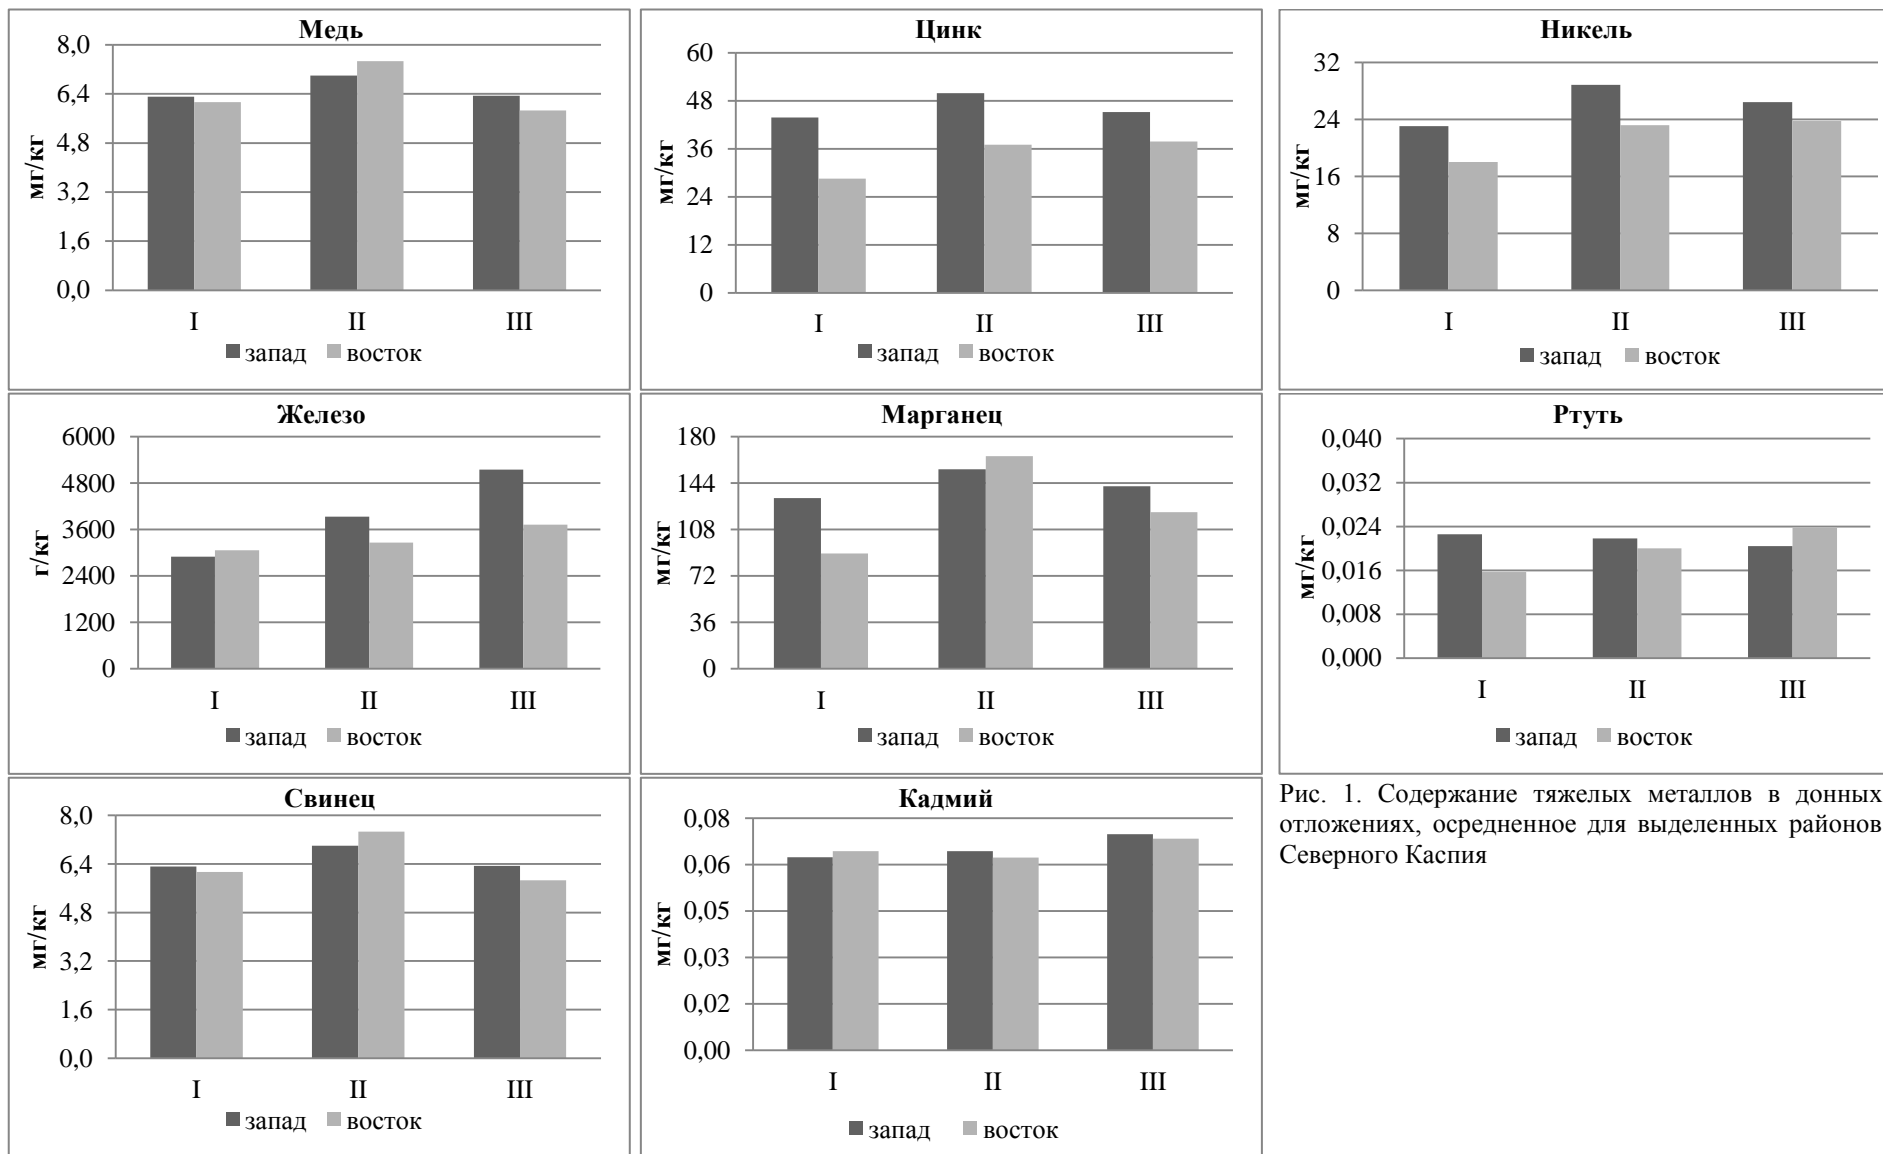 Медь
8,0
6,4
4,8
3,2
1,6
0,0
мг/кг
I II III
запад восток
Цинк
60
48
36
24
12
0
мг/кг
I II III
запад восток
Никель
32
24
16
8
0
мг/кг
I II III
запад восток
Железо
6000
4800
3600
2400
1200
0
г/кг
I II III
запад восток
Марганец
180
144
108
72
36
0
мг/кг
I II III
запад восток
Ртуть
0,040
0,032
0,024
0,016
0,008
0,000
мг/кг
I II III
запад восток
Свинец
8,0
6,4
4,8
3,2
1,6
0,0
мг/кг
I II III
запад восток
Кадмий
0,08
0,06
0,05
0,03
0,02
0,00
мг/кг
I II III
запад восток
Рис. 1. Содержание тяжелых металлов в донных
отложениях, осредненное для выделенных районов
Северного Каспия